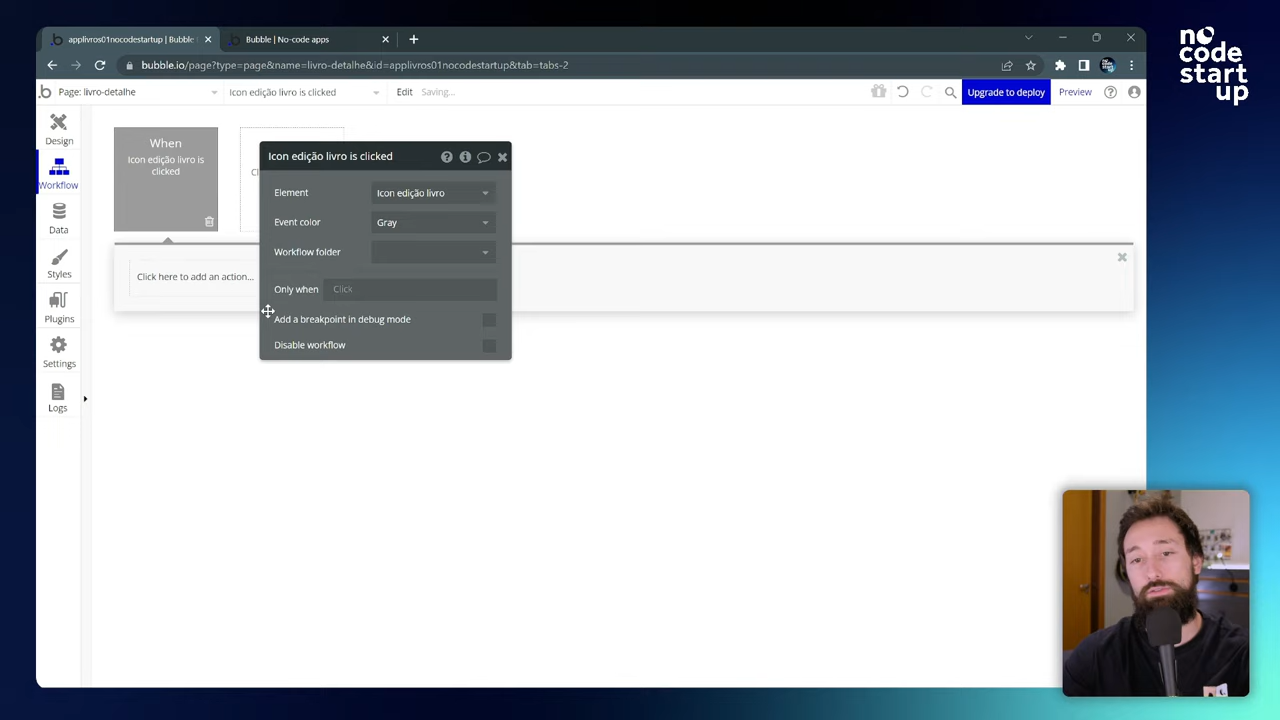 no
code
start
up
applivros01nocodestartup | Bubble
Bubble | No-code apps
bubble.io/page?type=page&name=livro-detalhe&id=applivros01nocodestartup&tab=tabs-2
Page: livro-detalhe
Icon edição livro is clicked
Edit
Saving...
Upgrade to deploy
Preview
Design
Workflow
Data
Styles
Plugins
Settings
Logs
When
Icon edição livro is
clicked
Icon edição livro is clicked
Element
Icon edição livro
Event color
Gray
Workflow folder
Only when
Click
Add a breakpoint in debug mode
Disable workflow
Click here to add an action...